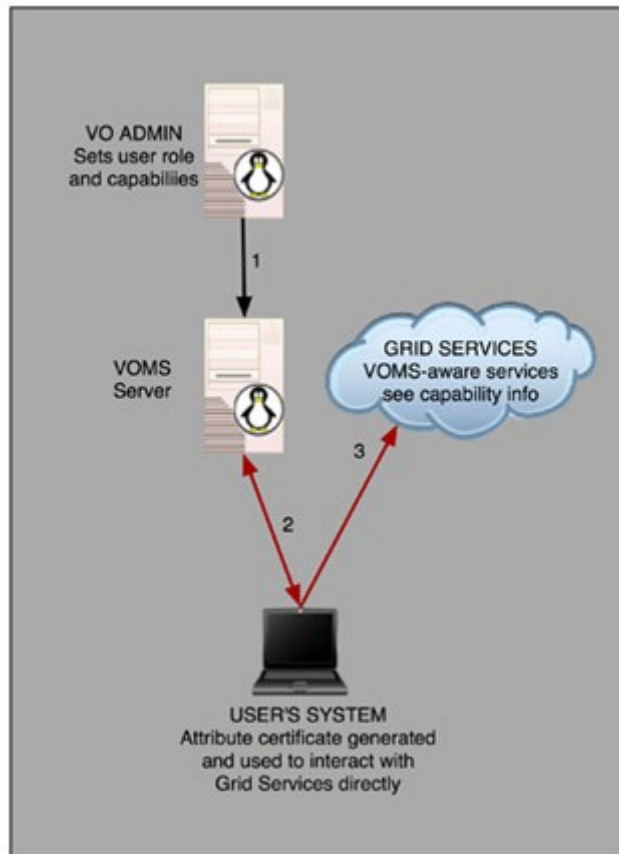 VO ADMIN
Sets user role
and capabiliies
1
VOMS
Server
GRID SERVICES
VOMS-aware services
see capability info
3
2
USER'S SYSTEM
Attribute certificate generated
and used to interact with
Grid Services directly